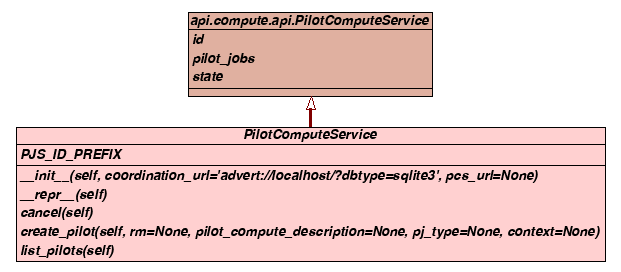 api.compute.api.PilotComputeService
id
pilot_jobs
state
PilotComputeService
PJS_ID_PREFIX
__init__(self, coordination_url='advert://localhost/?dbtype=sqlite3', pcs_url=None)
__repr__(self)
cancel(self)
create_pilot(self, rm=None, pilot_compute_description=None, pj_type=None, context=None)
list_pilots(self)